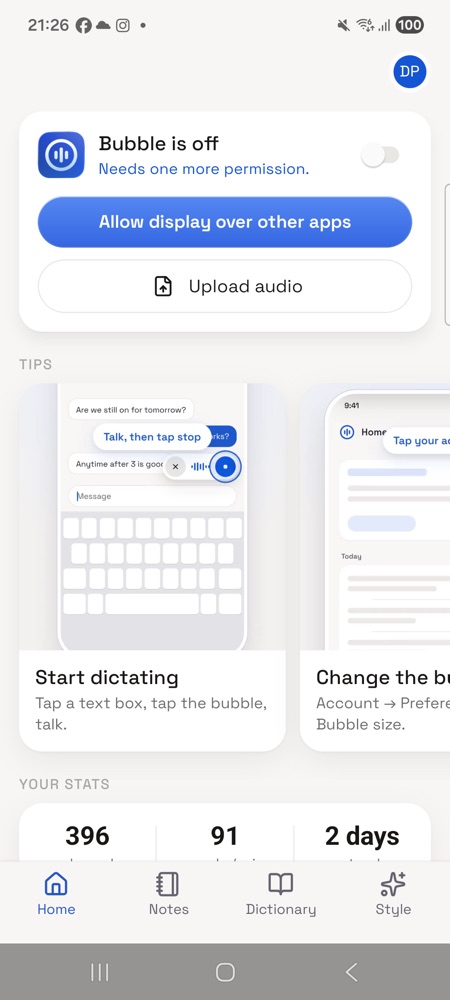 21:26
100
DP
Bubble is off
Needs one more permission.
Allow display over other apps
Upload audio
TIPS
Are we still on for tomorrow?
Talk, then tap stop
Anytime after 3 is good
Message
Start dictating
Tap a text box, tap the bubble,
talk.
9:41
Home
Tap your
Today
Change the
Account → 
Bubble size.
YOUR STATS
396
91
2 days
Home
Notes
Dictionary
Style